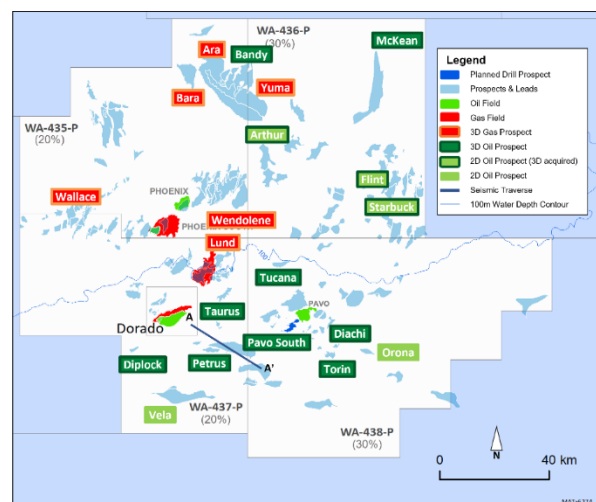 WA-436-P
(30%)
McKean
Ara
Bandy
Bara
Yuma
Legend
Planned Drill Prospect
Prospects & Leads
Oil Field
Gas Field
3D Gas Prospect
3D Oil Prospect
2D Oil Prospect (3D acquired)
2D Oil Prospect
Seismic Traverse
100m Water Depth Contour
WA-435-P
(20%)
Arthur
Flint
Starbuck
Wallace
PHOENIX
Wendolene
PHOE
Lund
100
Tucana
Taurus
PAVO
Dorado
A
Pavo South
Diachi
Orona
Diplock
Petrus
A'
Torin
Vela
WA-437-P
(20%)
WA-438-P
(30%)
N
0 40 km